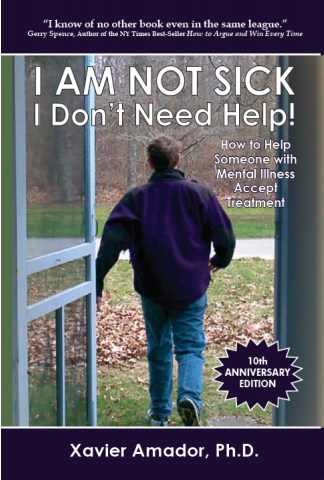 “I know of no other book even in the same league.”
Gerry Spence, Author of the NY Times Best-Seller How to Argue and Win Every Time
I AM NOT SICK
I Don't Need Help!
How to Help
Someone with
Mental Illness
Accept
Treatment
10th
ANNIVERSARY
EDITION
Xavier Amador, Ph.D.